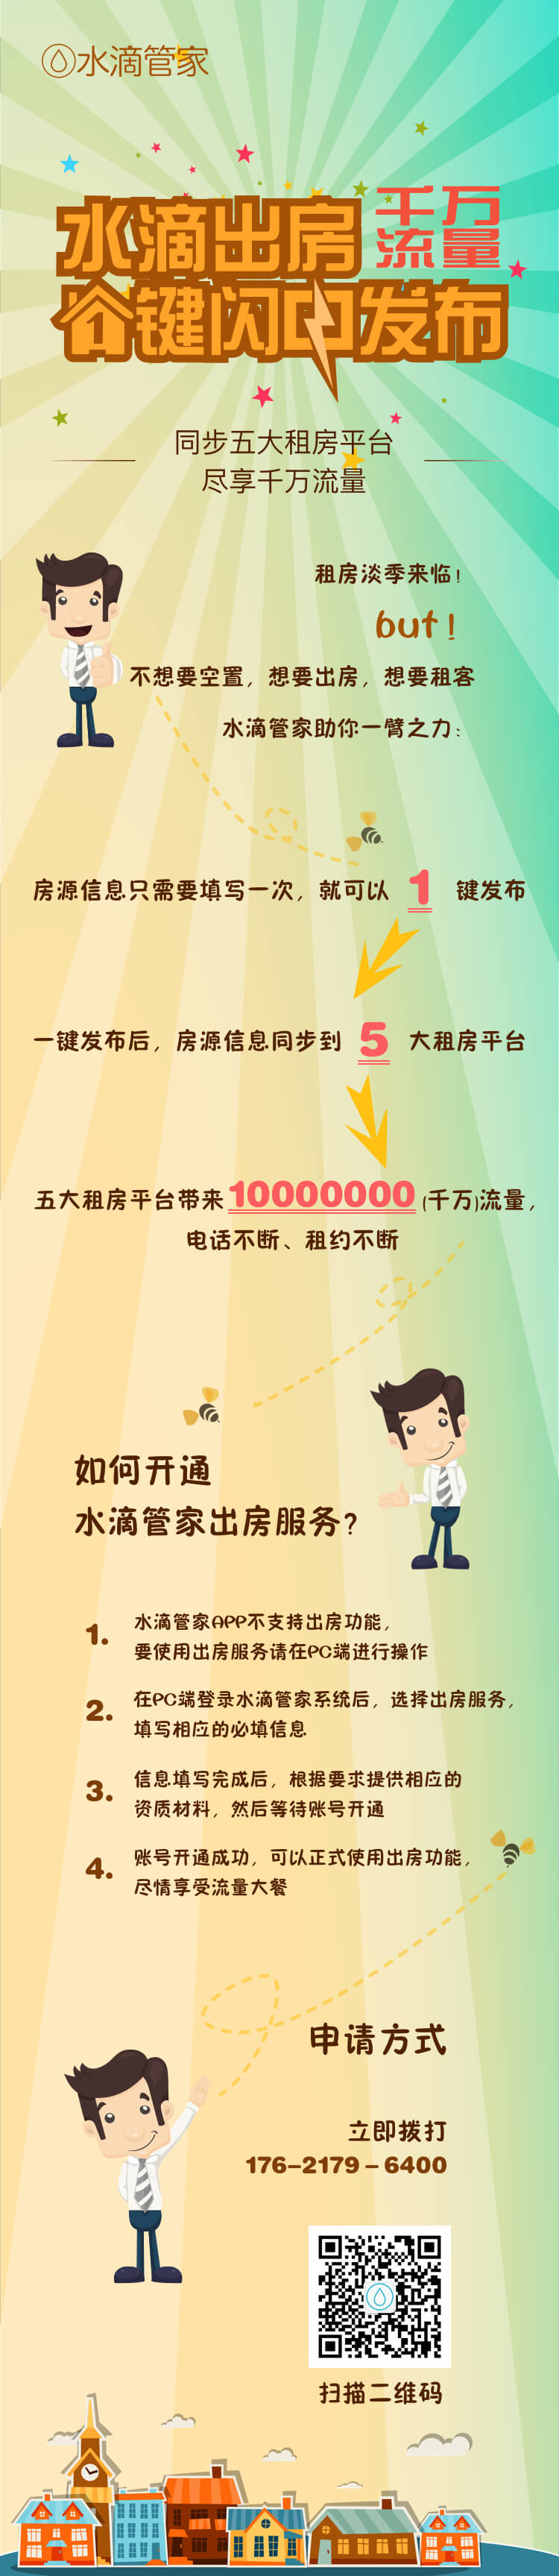 水滴管家
水滴出房 千万流量
1键闪电发布
同步五大租房平台
尽享千万流量
租房淡季来临！
but！
不想要空置，想要出房，想要租客
水滴管家助你一臂之力：
房源信息只需要填写一次，就可以 1 键发布
一键发布后，房源信息同步到 5 大租房平台
五大租房平台带来10000000(千万)流量，
电话不断、租约不断
如何开通
水滴管家出房服务？
1. 水滴管家APP不支持出房功能，
要使用出房服务请在PC端进行操作
2. 在PC端登录水滴管家系统后，选择出房服务，
填写相应的必填信息
3. 信息填写完成后，根据要求提供相应的
资质材料，然后等待账号开通
4. 账号开通成功，可以正式使用出房功能，
尽情享受流量大餐
申请方式
立即拨打
176-2179-6400
扫描二维码